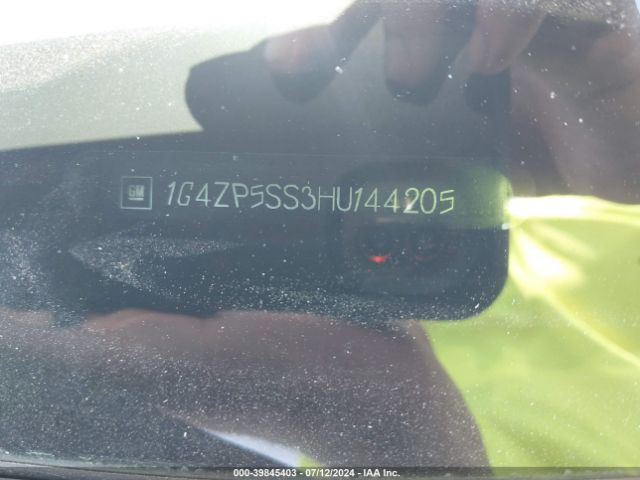 GM 1G4ZP5SS3HU144205
000-39845403 - 07/12/2024 - IAA Inc.